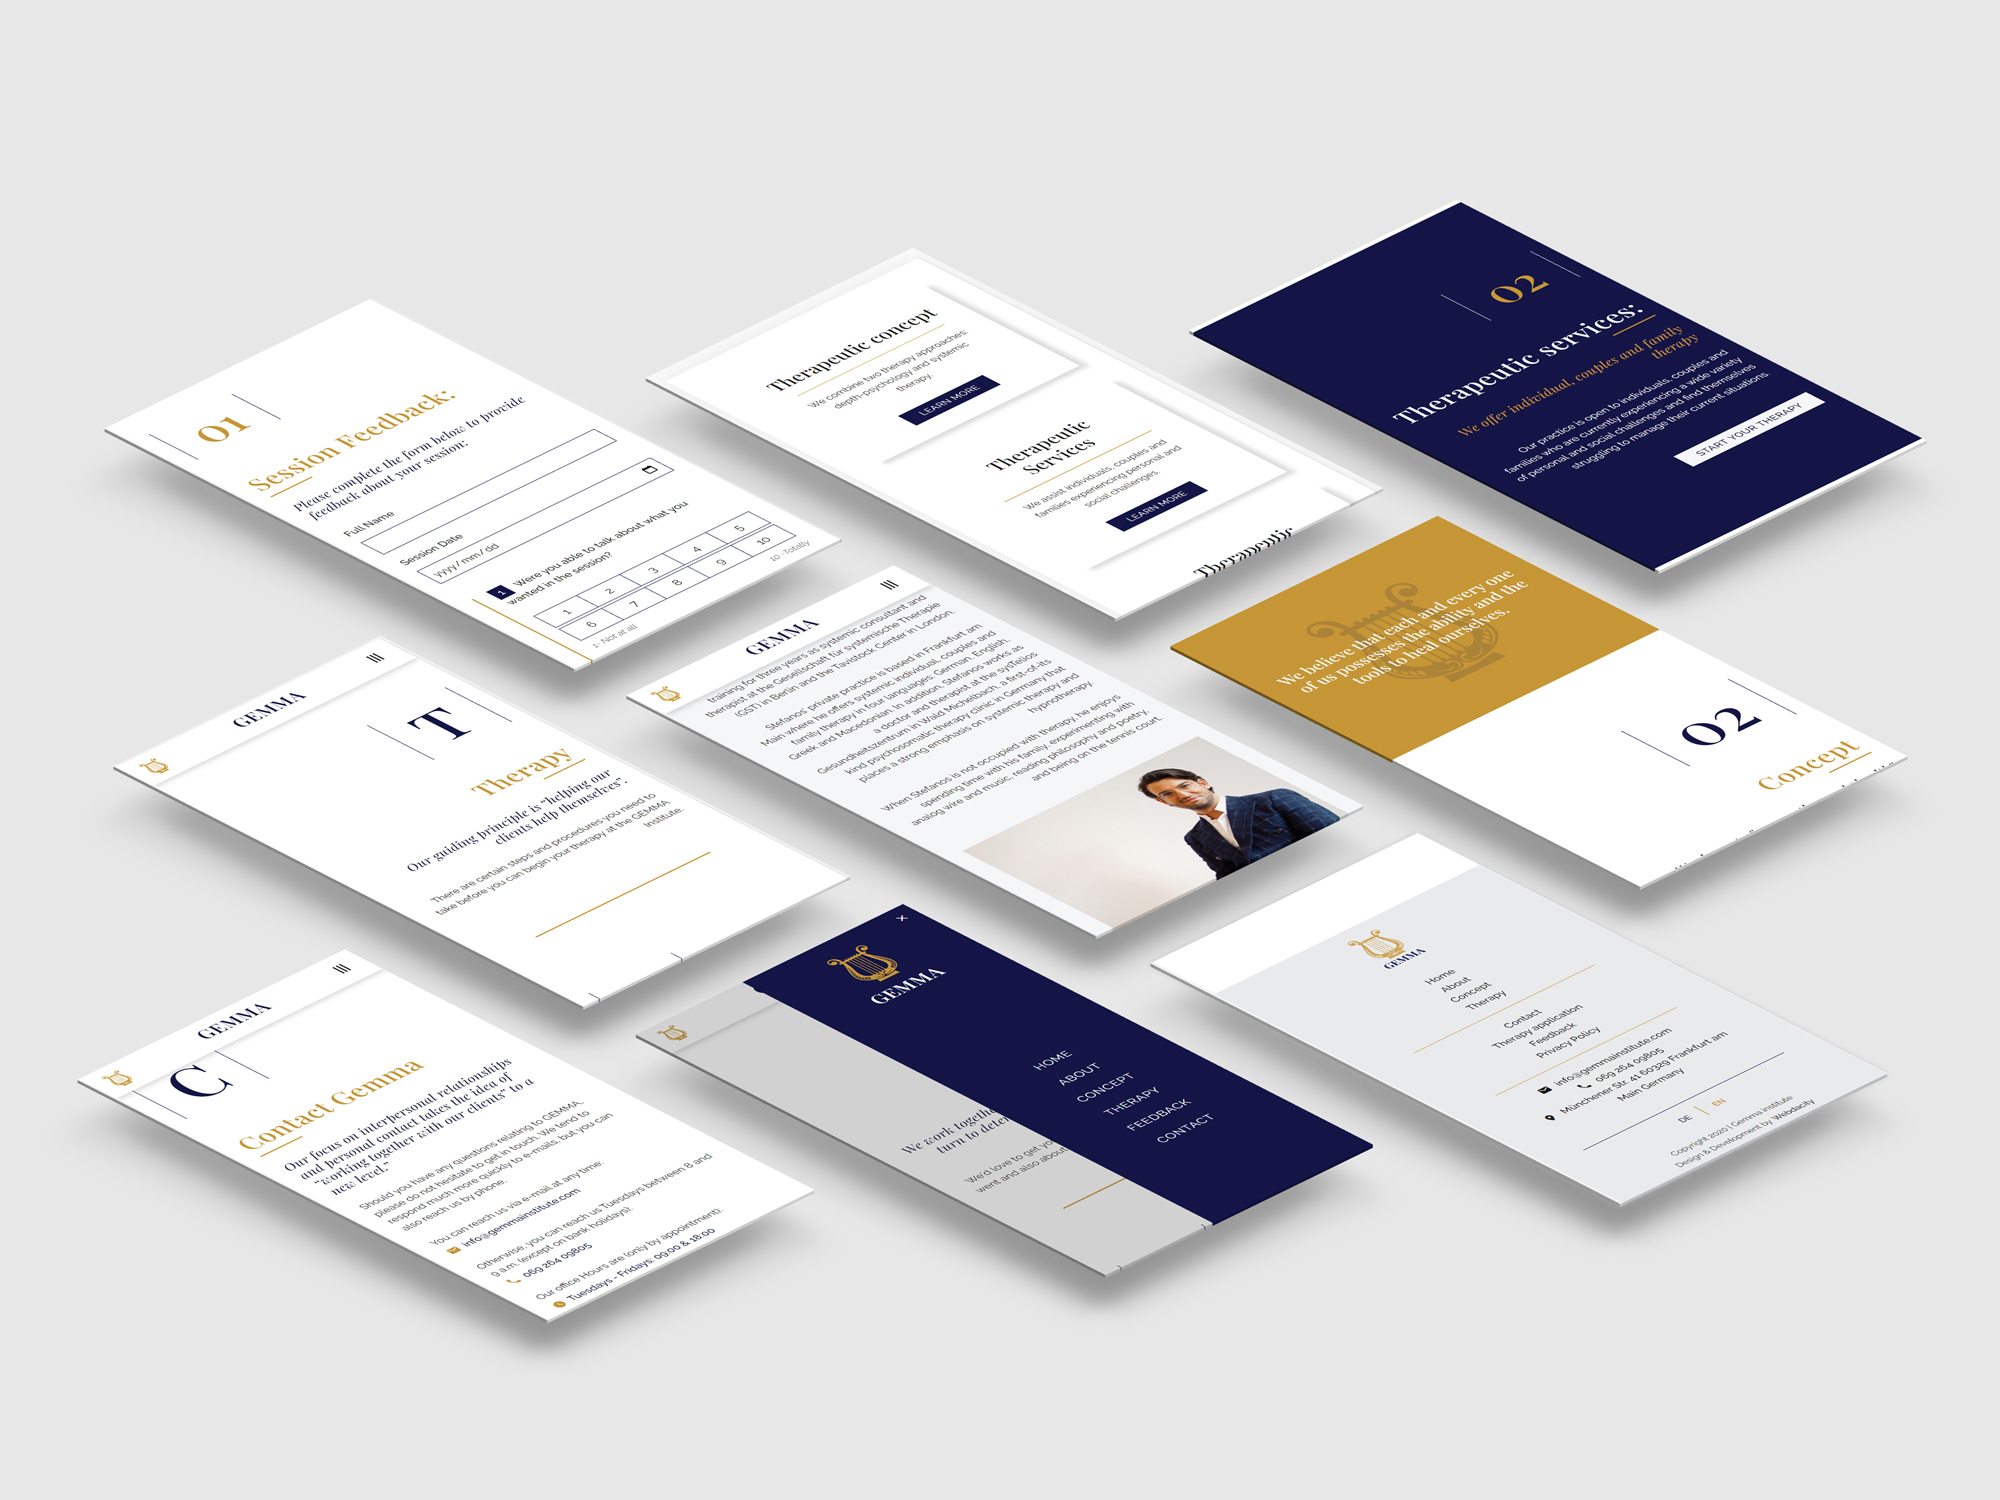 01
Session Feedback:
Please complete the form below to provide
feedback about your session:
Full Name
Session Date
yyyy / mm / dd
1 Were you able to talk about what you
wanted in the session?
1 2 3 4 5
6 7 8 9 10
1 - Not at all 10 - Totally
Therapeutic concept
We combine two therapy approaches:
depth-psychology and systemic
therapy.
LEARN MORE
Therapeutic
Services
We assist individuals, couples and
families experiencing personal and
social challenges.
LEARN MORE
Therapeutic
02
Therapeutic services:
We offer individual, couples and family
therapy
Our practice is open to individuals, couples and
families who are currently experiencing a wide variety
of personal and social challenges and find themselves
struggling to manage their current situations.
START YOUR THERAPY
GEMMA
T
Therapy
Our guiding principle is "helping our
clients help themselves".
There are certain steps and procedures you need to
take before you can begin your therapy at the GEMMA
Institute.
GEMMA
training for three years as systemic consultant and
therapist at the Gesellschaft für systemische Therapie
(GST) in Berlin and the Tavistock Center in London.
Stefanos' private practice is based in Frankfurt am
Main where he offers systemic individual, couples and
family therapy in four languages: German, English,
Greek and Macedonian. In addition, Stefanos works as
a doctor and therapist at the sysTelios
Gesundheitszentrum in Wald Michelbach, a first-of-its
kind psychosomatic therapy clinic in Germany that
places a strong emphasis on systemic therapy and
hypnotherapy.
When Stefanos is not occupied with therapy, he enjoys
spending time with his family, experimenting with
analog wire and music, reading philosophy and poetry,
and being on the tennis court.
We believe that each and every one
of us possesses the ability and the
tools to heal ourselves.
02
Concept
GEMMA
C
Contact Gemma
Our focus on interpersonal relationships
and personal contact takes the idea of
"working together with our clients" to a
new level."
Should you have any questions relating to GEMMA,
please do not hesitate to get in touch. We tend to
respond much more quickly to e-mails, but you can
also reach us by phone.
You can reach us via e-mail at any time:
info@gemmainstitute.com
Otherwise, you can reach us Tuesdays between 8 and
9 a.m. (except on bank holidays):
069 264 09805
Our office Hours are (only by appointment):
Tuesdays - Fridays: 09:00 & 18:00
GEMMA
HOME
ABOUT
CONCEPT
THERAPY
FEEDBACK
CONTACT
We work togethe
turn to deter
We'd love to get yo
went and also about
GEMMA
Home
About
Concept
Therapy
Contact
Therapy application
Feedback
Privacy Policy
info@gemmainstitute.com
069 264 09805
Münchener Str. 41 60329 Frankfurt am
Main Germany
DE | EN
Copyright 2020 | Gemma institute
Design & Development by Webdacity